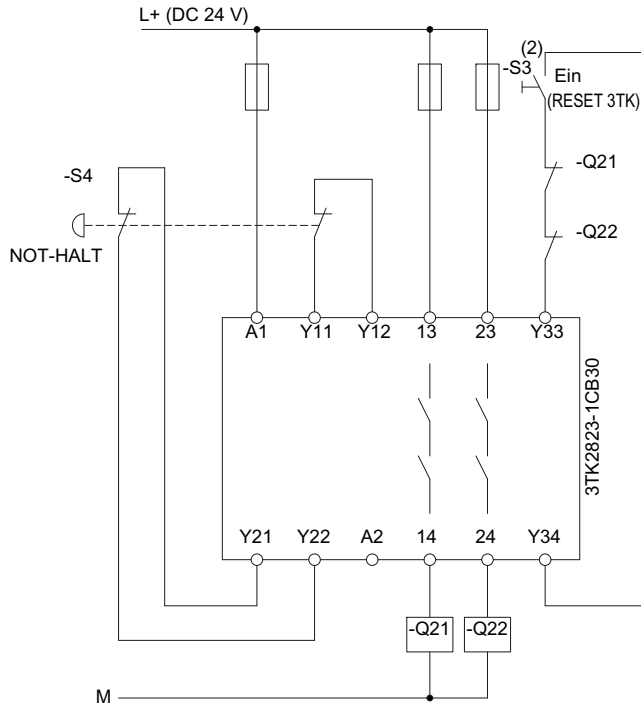 L+ (DC 24 V)
(2)
-S3
Ein
(RESET 3TK)
-Q21
-S4
-Q22
NOT-HALT
A1 Y11 Y12 13 23 Y33
3TK2823-1CB30
Y21 Y22 A2 14 24 Y34
-Q21 -Q22
M